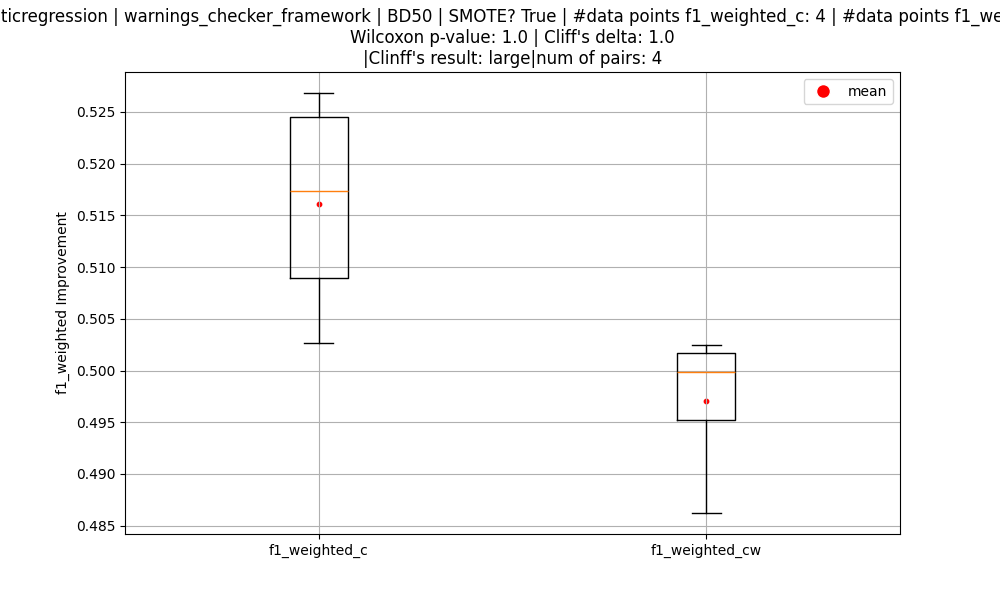 ticregression | warnings_checker_framework | BD50 | SMOTE? True | #data points f1_weighted_c: 4 | #data points f1_we
Wilcoxon p-value: 1.0 | Cliff's delta: 1.0
|Clinff's result: large|num of pairs: 4
mean
0.525
0.520
0.515
0.510
0.505
0.500
0.495
0.490
0.485
f1_weighted Improvement
f1_weighted_c
f1_weighted_cw